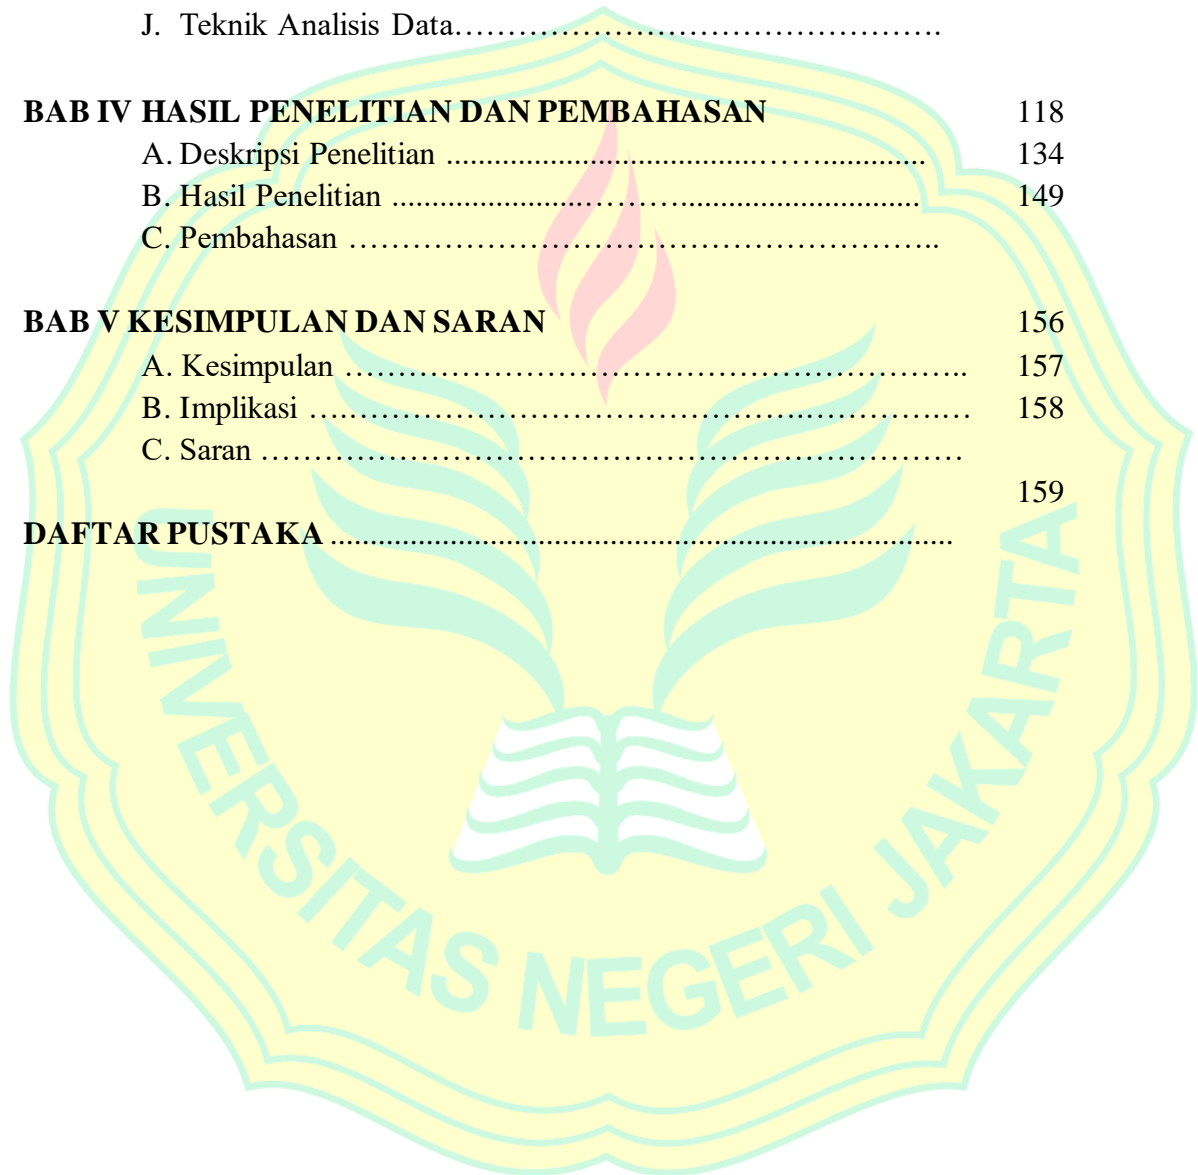 J. Teknik Analisis Data……………………………………………….
BAB IV HASIL PENELITIAN DAN PEMBAHASAN 118
A. Deskripsi Penelitian .................................................……............. 134
B. Hasil Penelitian ..............................…….….…...................................... 149
C. Pembahasan …………………………………………………………..
BAB V KESIMPULAN DAN SARAN 156
A. Kesimpulan …………………………………………………………….. 157
B. Implikasi ….…………………………………………………………….… 158
C. Saran ……………………………………………………………………
159
DAFTAR PUSTAKA ....................................................................................................
UNIVERSITAS NEGERI JAKARTA